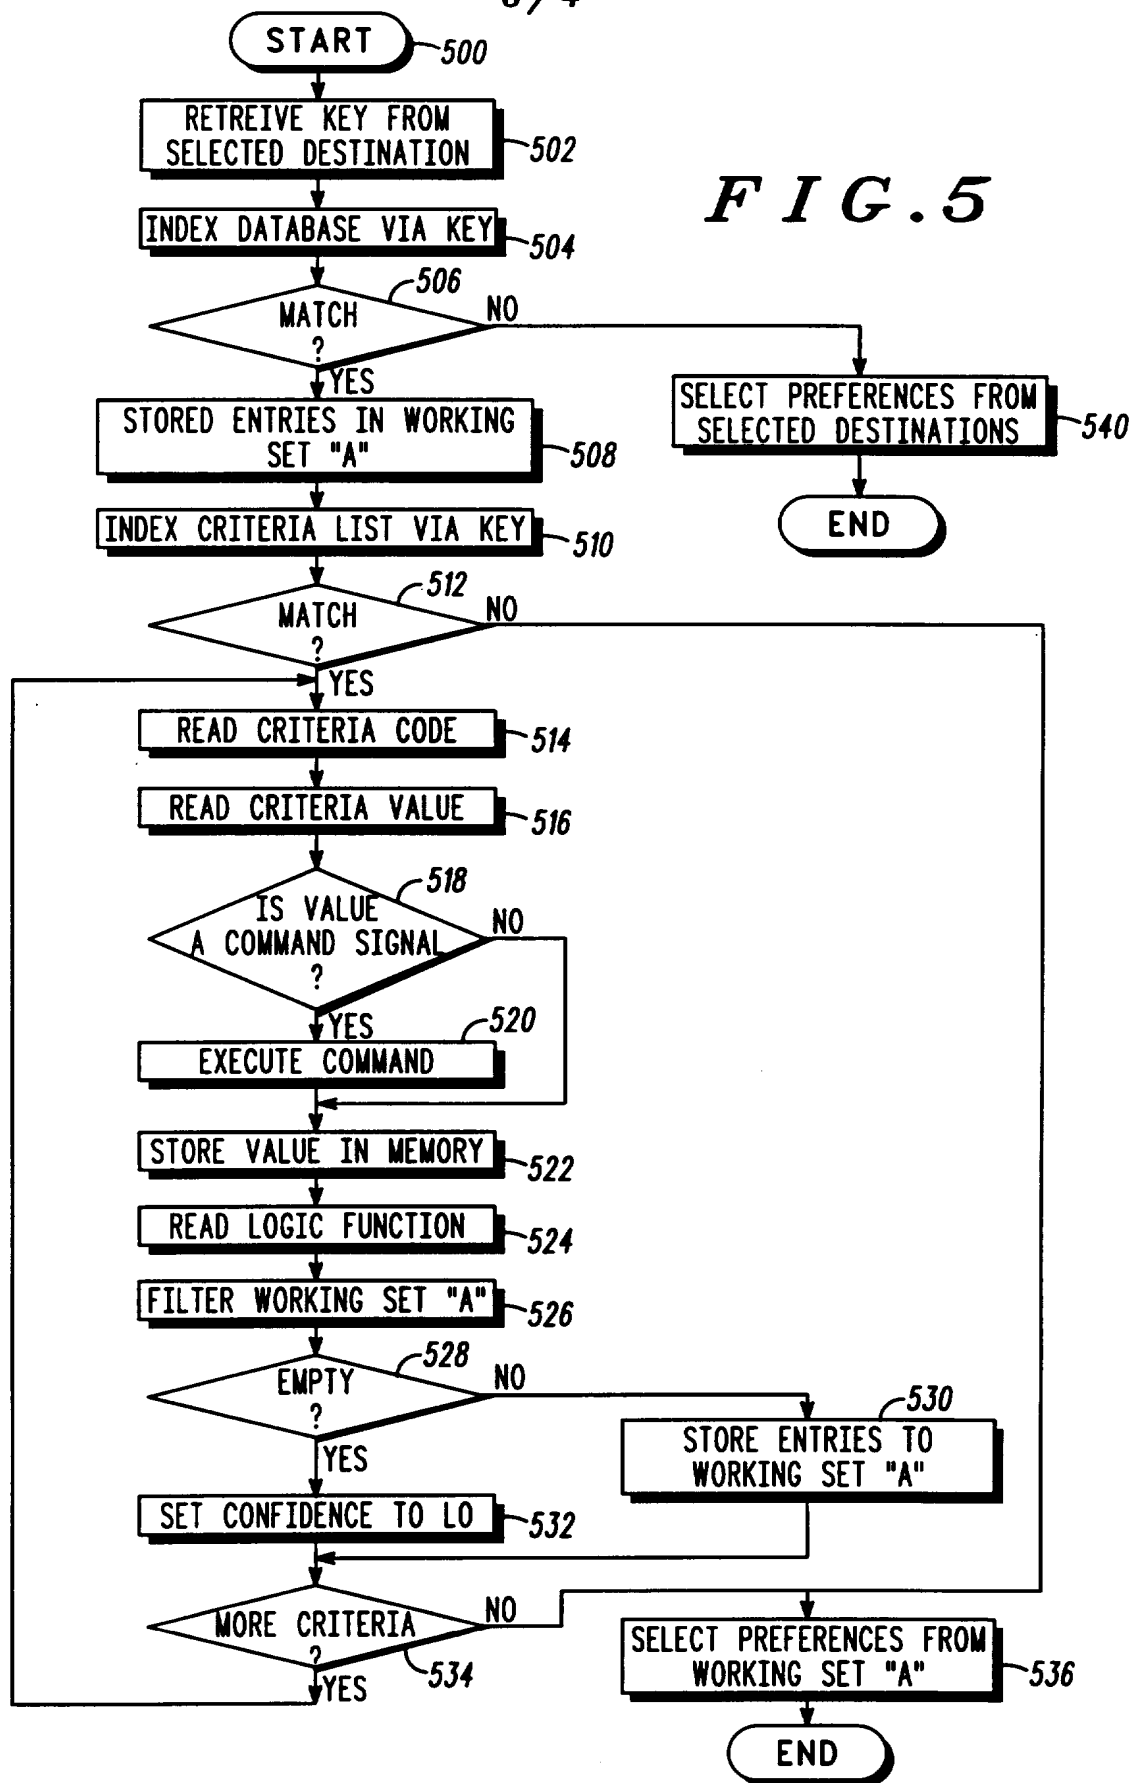 3/4
START
500
RETREIVE KEY FROM
SELECTED DESTINATION
502
FIG.5
INDEX DATABASE VIA KEY
504
506
MATCH
?
NO
YES
STORED ENTRIES IN WORKING
SET "A"
508
SELECT PREFERENCES FROM
SELECTED DESTINATIONS
540
END
INDEX CRITERIA LIST VIA KEY
510
512
MATCH
?
NO
YES
READ CRITERIA CODE
514
READ CRITERIA VALUE
516
518
IS VALUE
A COMMAND SIGNAL
?
NO
YES
520
EXECUTE COMMAND
STORE VALUE IN MEMORY
522
READ LOGIC FUNCTION
524
FILTER WORKING SET "A"
526
528
EMPTY
?
NO
YES
530
STORE ENTRIES TO
WORKING SET "A"
SET CONFIDENCE TO LO
532
MORE CRITERIA
?
NO
534
YES
SELECT PREFERENCES FROM
WORKING SET "A"
536
END